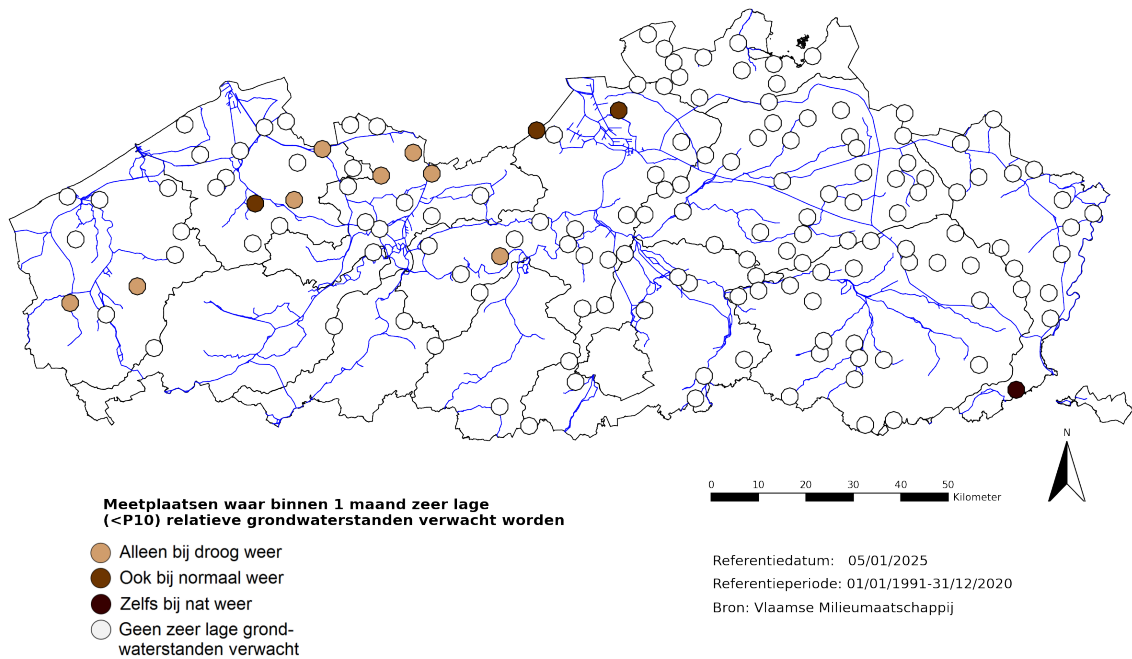 N
0 10 20 30 40 50
Kilometer
Meetplaatsen waar binnen 1 maand zeer lage
(<P10) relatieve grondwaterstanden verwacht worden
Alleen bij droog weer
Ook bij normaal weer
Zelfs bij nat weer
Geen zeer lage grond-
waterstanden verwacht
Referentiedatum: 05/01/2025
Referentieperiode: 01/01/1991-31/12/2020
Bron: Vlaamse Milieumaatschappij